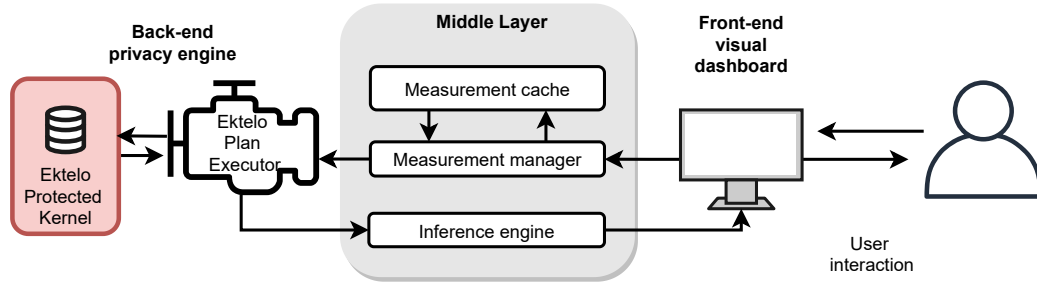 Back-end
privacy engine
Middle Layer
Front-end
visual
dashboard
Measurement cache
Ektelo
Plan
Executor
Measurement manager
Ektelo
Protected
Kernel
Inference engine
User
interaction